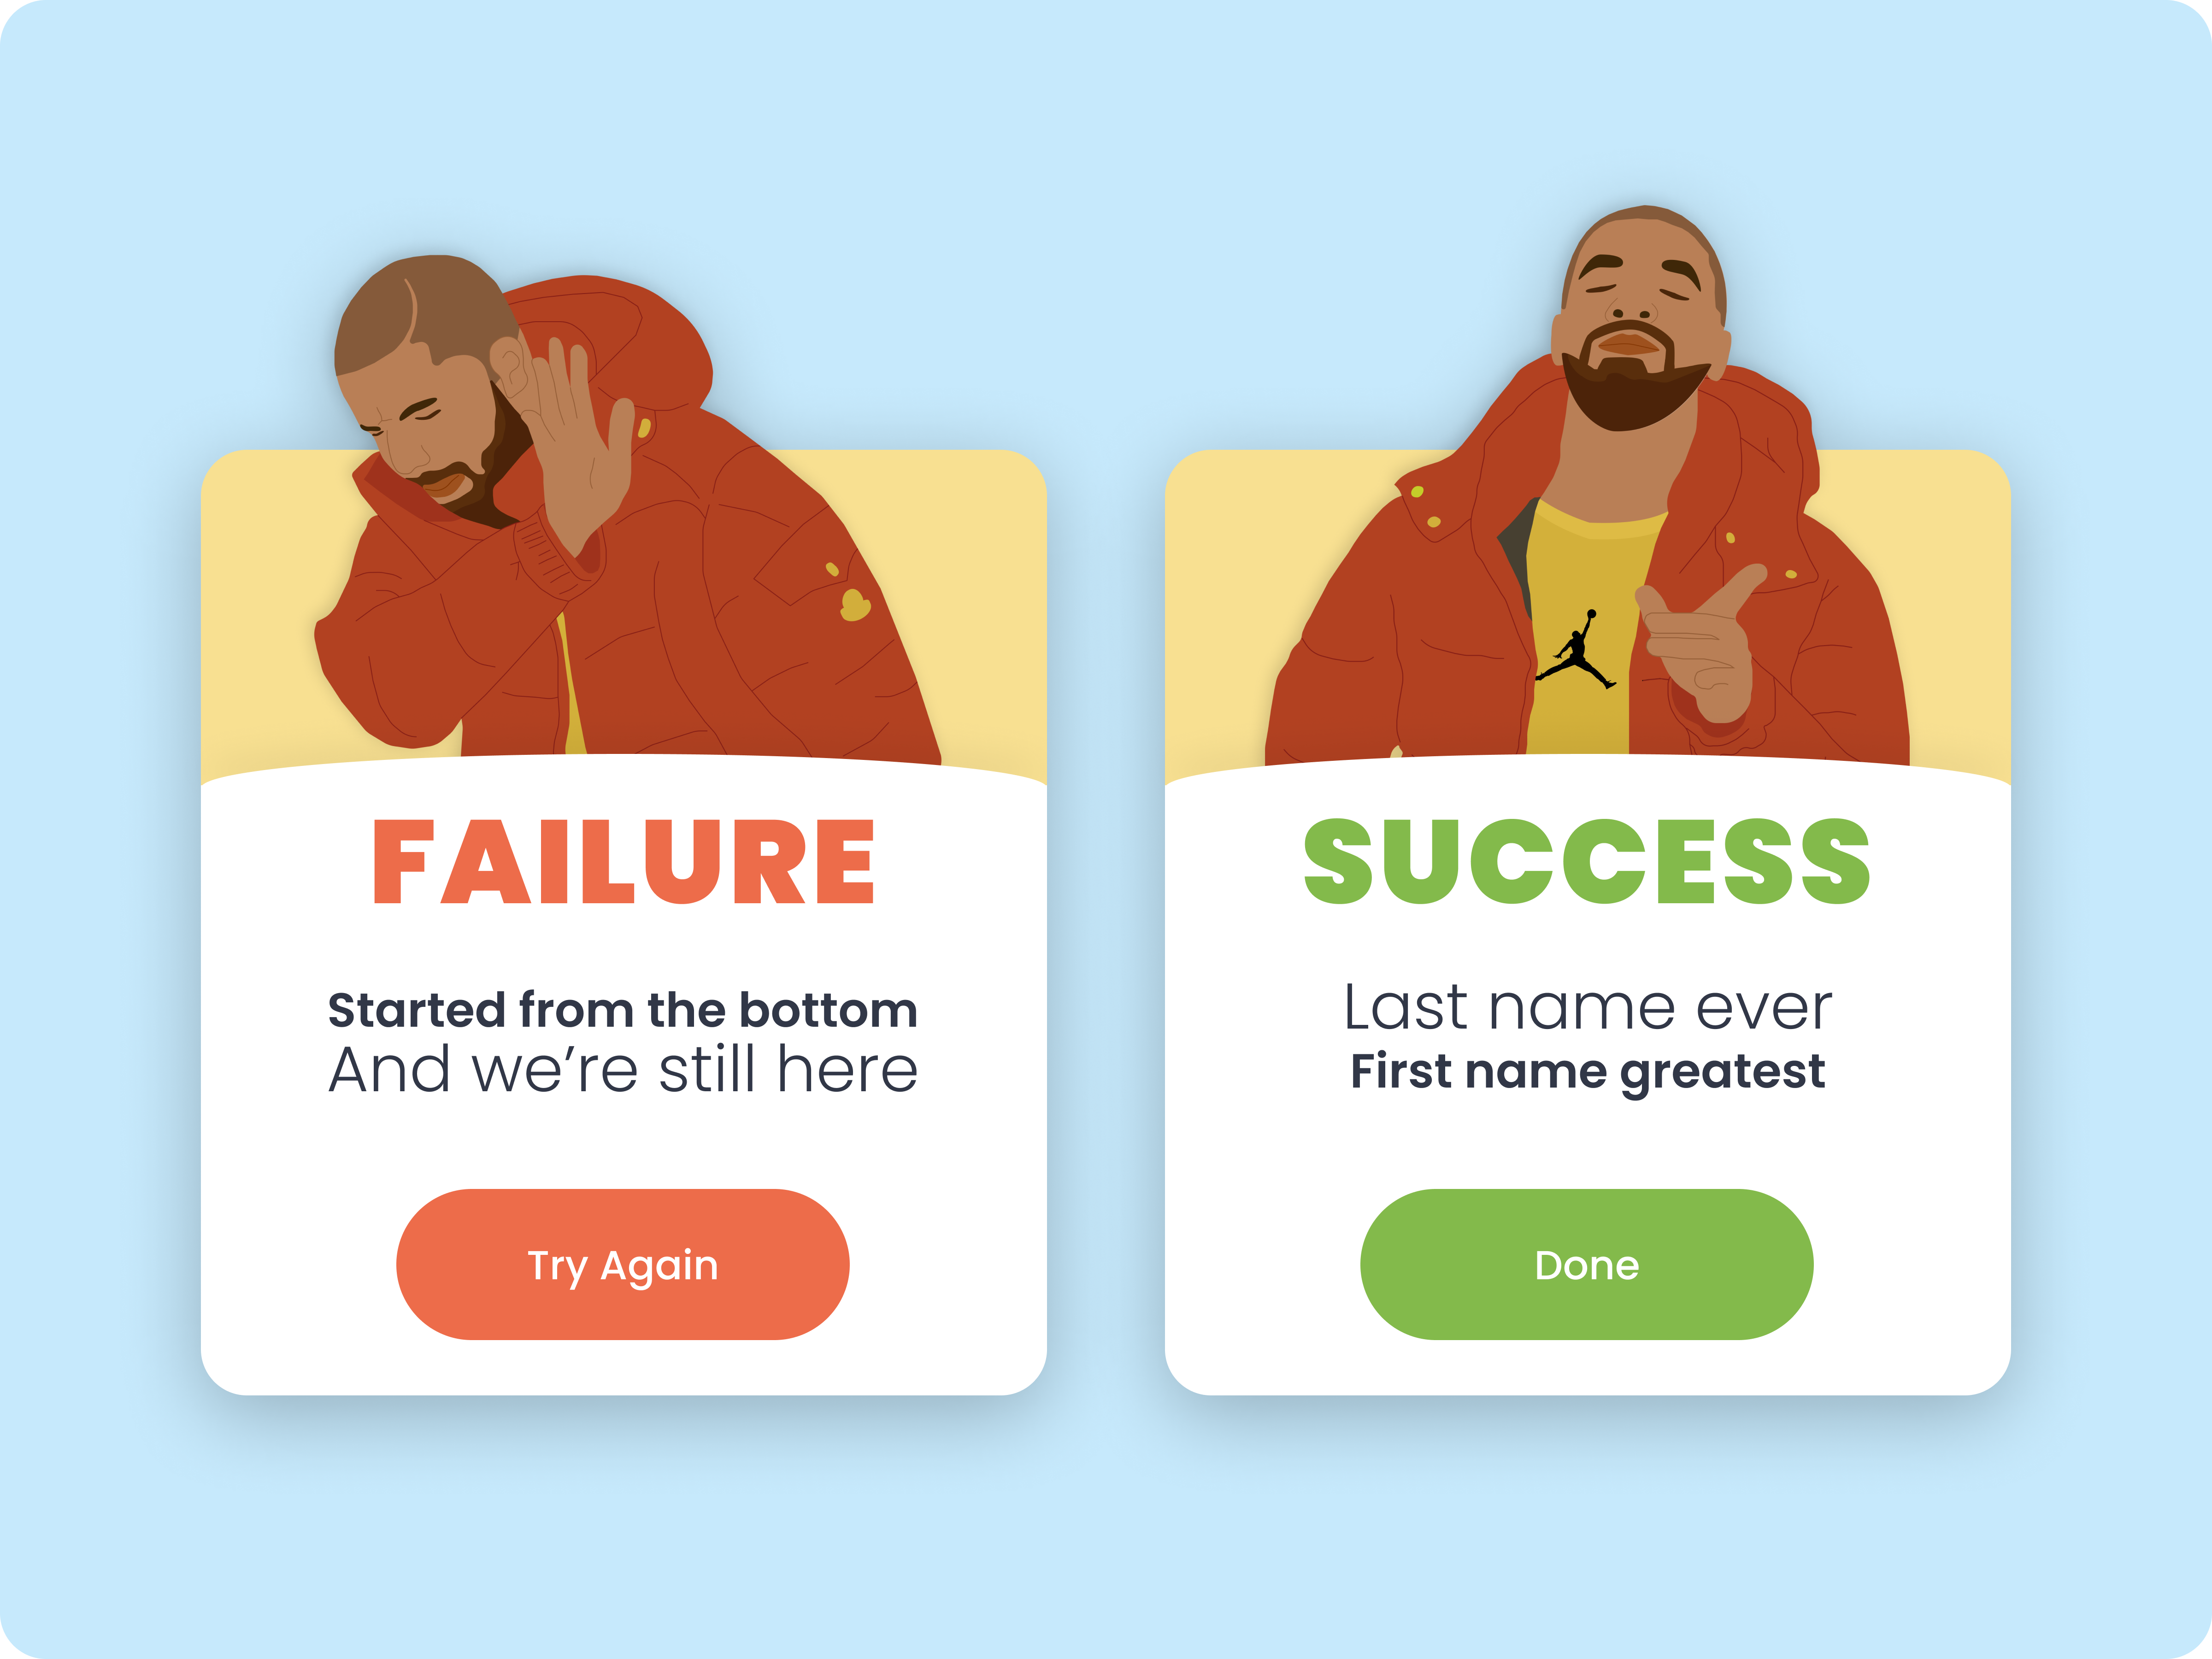 FAILURE
Started from the bottom
And we’re still here
Try Again
SUCCESS
Last name ever
First name greatest
Done